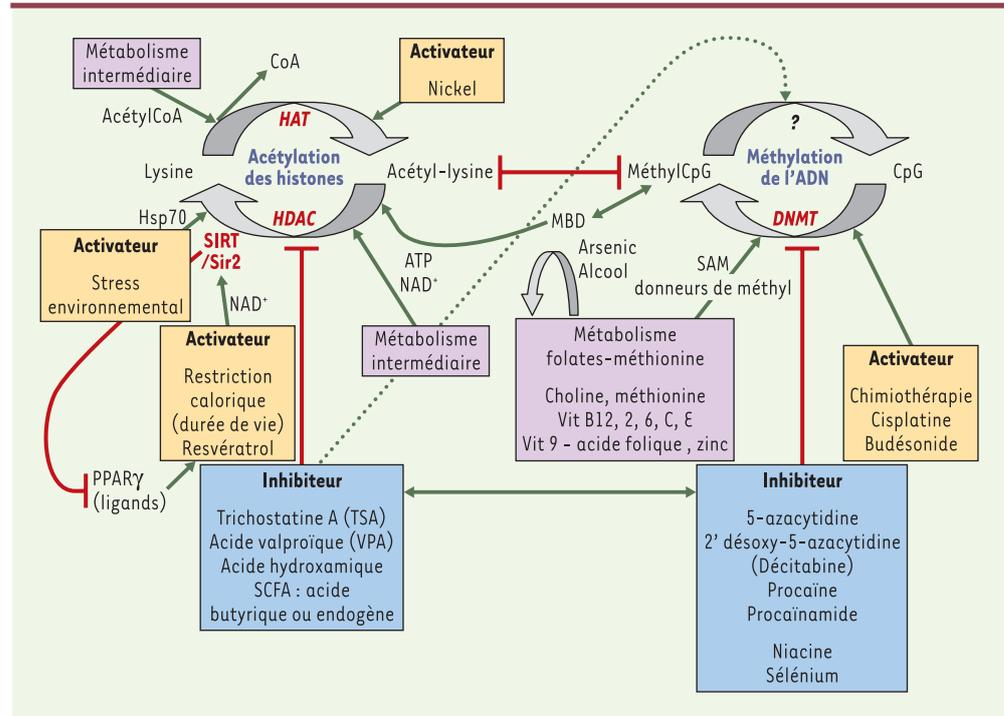 Métabolisme
intermédiaire
CoA
Activateur
Nickel
AcétylCoA
HAT
?
Lysine
Acétylation
des histones
Acétyl-lysine
MéthylCpG
Méthylation
de l'ADN
CpG
Hsp70
HDAC
MBD
DNMT
Activateur
Stress
environnemental
SIRT
/Sir2
ATP
NAD+
Arsenic
Alcool
SAM
donneurs de méthyl
NAD+
Activateur
Restriction
calorique
(durée de vie)
Resvératrol
Métabolisme
intermédiaire
Métabolisme
folates-méthionine
Choline, méthionine
Vit B12, 2, 6, C, E
Vit 9 - acide folique , zinc
Activateur
Chimiothérapie
Cisplatine
Budésonide
PPARγ
(ligands)
Inhibiteur
Trichostatine A (TSA)
Acide valproïque (VPA)
Acide hydroxamique
SCFA : acide
butyrique ou endogène
Inhibiteur
5-azacytidine
2' désoxy-5-azacytidine
(Décitabine)
Procaïne
Procaïnamide
Niacine
Sélénium